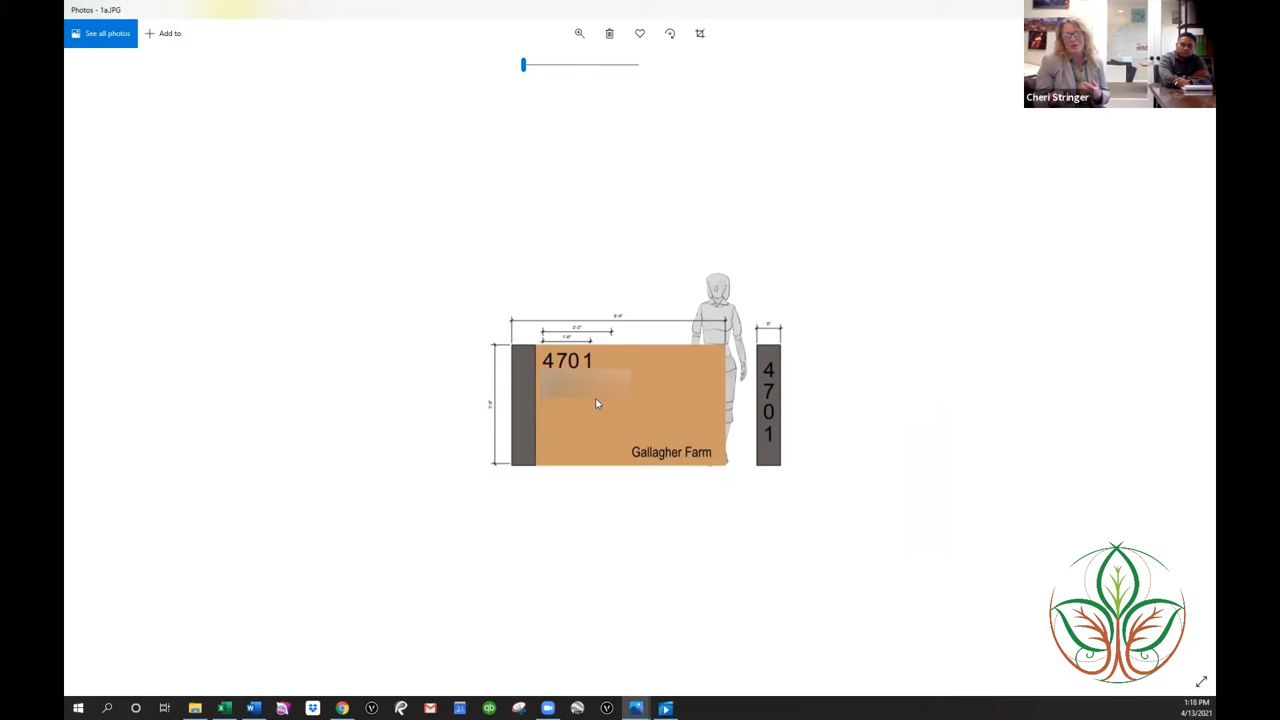 Photos - 1a.JPG
See all photos
Add to
Cheri Stringer
4701
Gallagher Farm
4
7
0
1
1:18 PM
4/13/2021